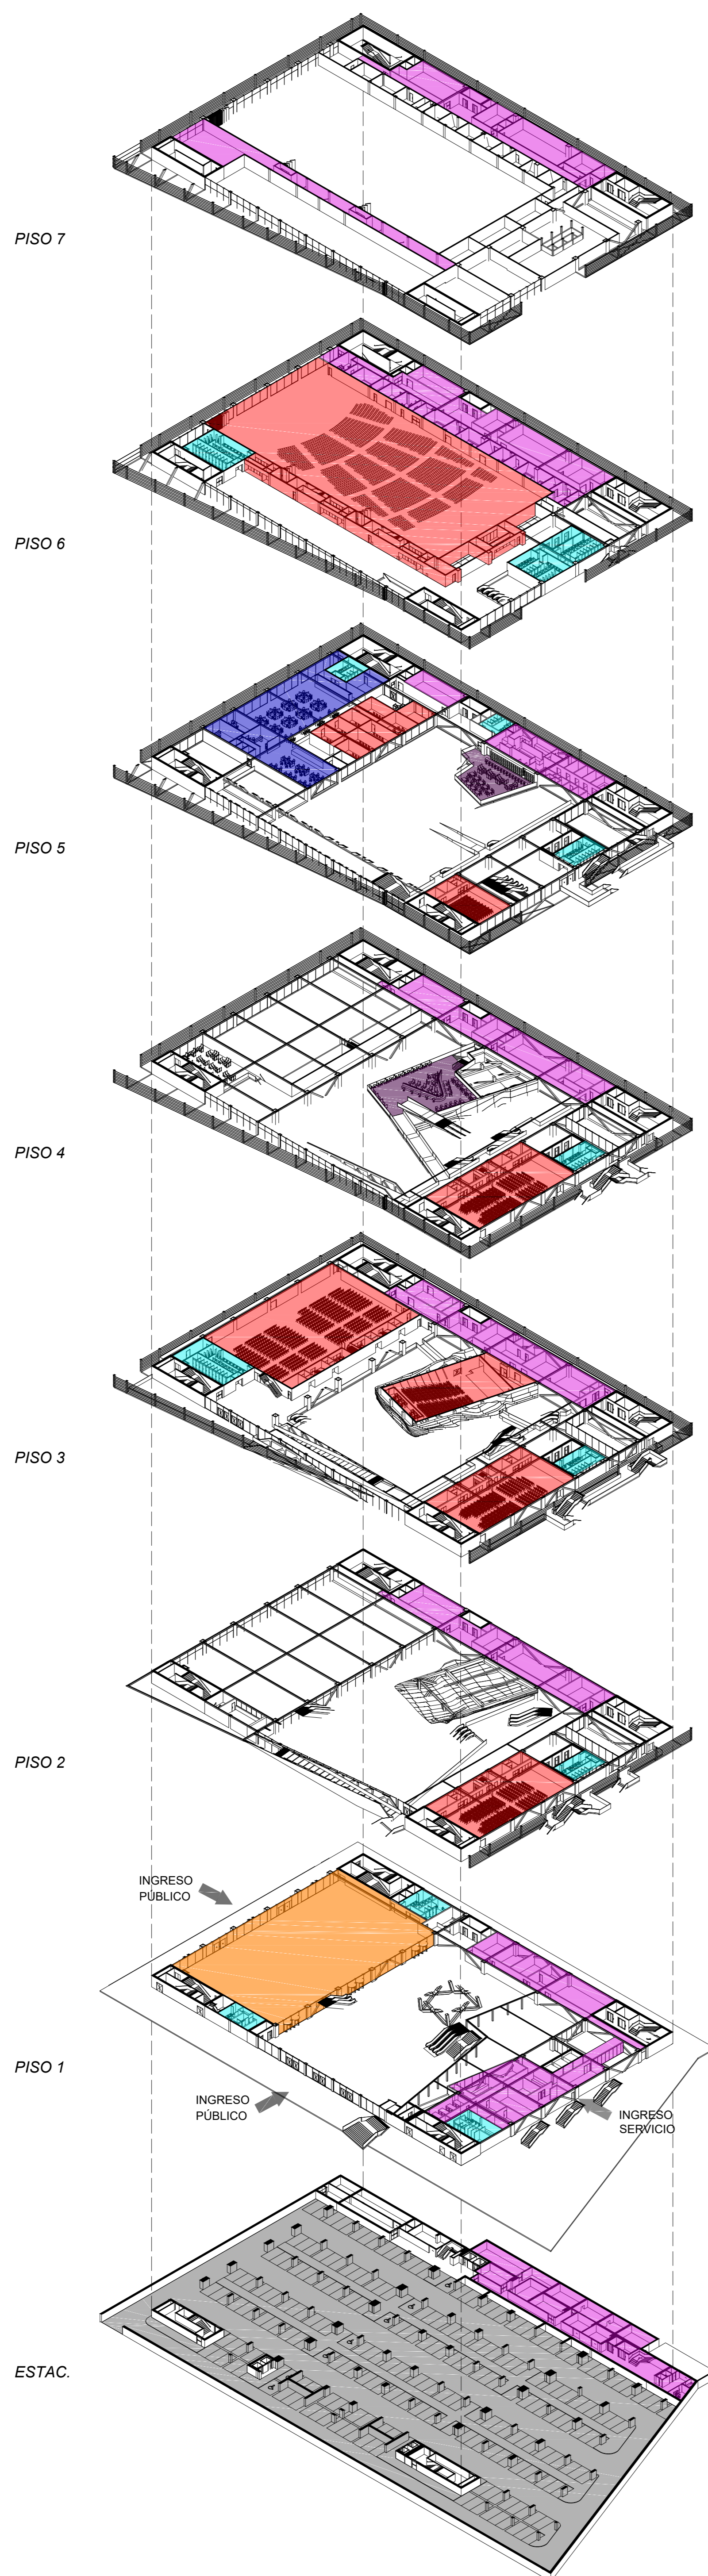 PISO 7
PISO 6
PISO 5
PISO 4
PISO 3
PISO 2
INGRESO
PÚBLICO
PISO 1
INGRESO
PÚBLICO
INGRESO
SERVICIO
ESTAC.